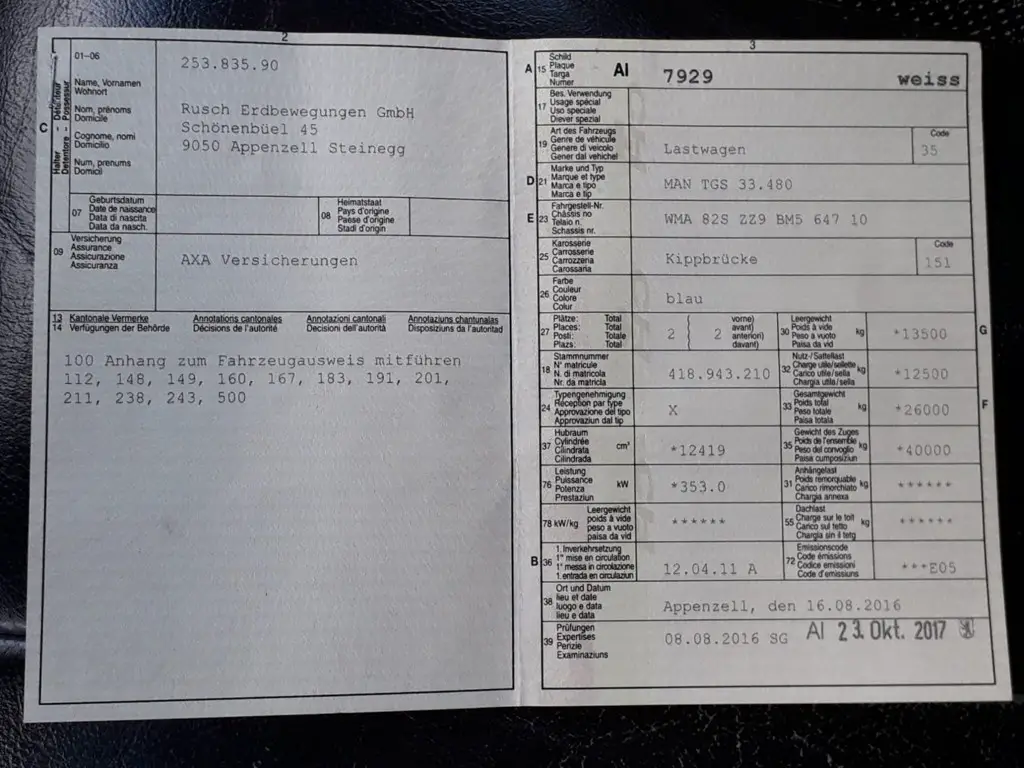 2
01-06
253.835.90
C
Halter - Détenteur
Detentore - Possessur
Name, Vornamen
Wohnort
Nom, prénoms
Domicile
Cognome, nomi
Domicilio
Num, prenums
Domicil
Rusch Erdbewegungen GmbH
Schönenbüel 45
9050 Appenzell Steinegg
07
Geburtsdatum
Date de naissance
Data di nascita
Data da nasch.
08
Heimatstaat
Pays d'origine
Paese d'origine
Stadi d'origin
09
Versicherung
Assurance
Assicurazione
Assicuranza
AXA Versicherungen
13 Kantonale Vermerke Annotations cantonales Annotazioni cantonali Annotaziuns chantunalas
14 Verfügungen der Behörde Décisions de l'autorité Decisioni dell'autorità Disposiziuns da l'autoritad
100 Anhang zum Fahrzeugausweis mitführen
112, 148, 149, 160, 167, 183, 191, 201,
211, 238, 243, 500
3
A 15
Schild
Plaque
Targa
Numer
AI 7929 weiss
17
Bes. Verwendung
Usage spécial
Uso speciale
Diever spezial
19
Art des Fahrzeugs
Genre de véhicule
Genere di veicolo
Gener dal vehichel
Lastwagen
Code
35
D 21
Marke und Typ
Marque et type
Marca e tipo
Marca e tip
MAN TGS 33.480
E 23
Fahrgestell-Nr.
Châssis no
Telaio n.
Schassis nr.
WMA 82S ZZ9 BM5 647 10
25
Karosserie
Carrosserie
Carrozzeria
Carossaria
Kippbrücke
Code
151
26
Farbe
Couleur
Colore
Colur
blau
27
Plätze: Total
Places: Total
Posti: Totale
Plazs: Total
2 { 2
vorne)
avant)
anteriori)
davant)
30
Leergewicht
Poids à vide
Peso a vuoto
Paisa da vid
kg
*13500
G
18
Stammnummer
N° matricule
N. di matricola
Nr. da matricla
418.943.210
32
Nutz-/Sattellast
Charge utile/sellette
Carico utile/sella
Chargia utile/sella
kg
*12500
24
Typengenehmigung
Réception par type
Approvazione del tipo
Approvaziun dal tip
X
33
Gesamtgewicht
Poids total
Peso totale
Paisa totala
kg
*26000
F
37
Hubraum
Cylindrée
Cilindrata
Cilindrada
cm³
*12419
35
Gewicht des Zuges
Poids de l'ensemble
Peso del convoglio
Paisa cumposiziun
kg
*40000
76
Leistung
Puissance
Potenza
Prestaziun
kW
*353.0
31
Anhängelast
Poids remorquable
Carico rimorchiato
Chargia annexa
kg
******
78 kW/kg
Leergewicht
poids à vide
peso a vuoto
paisa da vid
******
55
Dachlast
Charge sur le toit
Carico sul tetto
Chargia sin il tetg
kg
******
B 36
1. Inverkehrsetzung
1re mise en circulation
1a messa in circolazione
1. entrada en circulaziun
12.04.11 A
72
Emissionscode
Code émissions
Codice emissioni
Code d'emissiuns
***E05
38
Ort und Datum
lieu et date
luogo e data
lieu e data
Appenzell, den 16.08.2016
39
Prüfungen
Expertises
Perizie
Examinaziuns
08.08.2016 SG AI 23. Okt. 2017